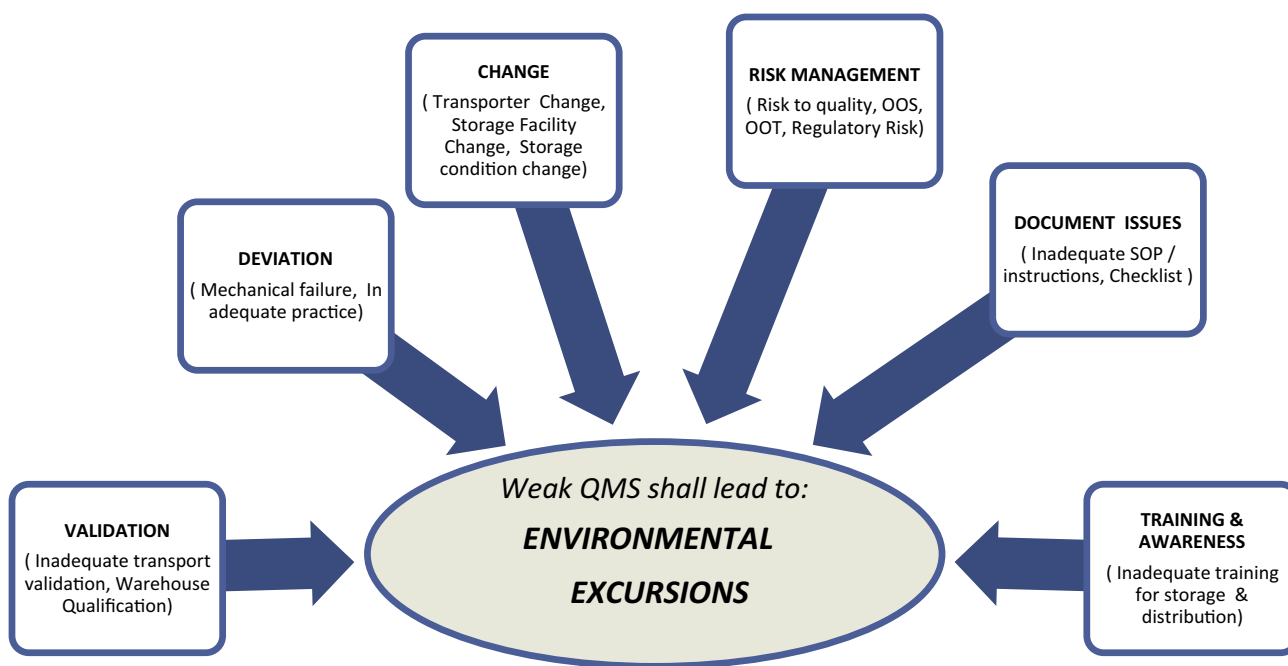 CHANGE
( Transporter Change,
Storage Facility
Change, Storage
condition change)
RISK MANAGEMENT
( Risk to quality, OOS,
OOT, Regulatory Risk)
DEVIATION
( Mechanical failure, In
adequate practice)
DOCUMENT ISSUES
( Inadequate SOP /
instructions, Checklist )
VALIDATION
( Inadequate transport
validation, Warehouse
Qualification)
Weak QMS shall lead to:
ENVIRONMENTAL
EXCURSIONS
TRAINING &
AWARENESS
( Inadequate training
for storage &
distribution)